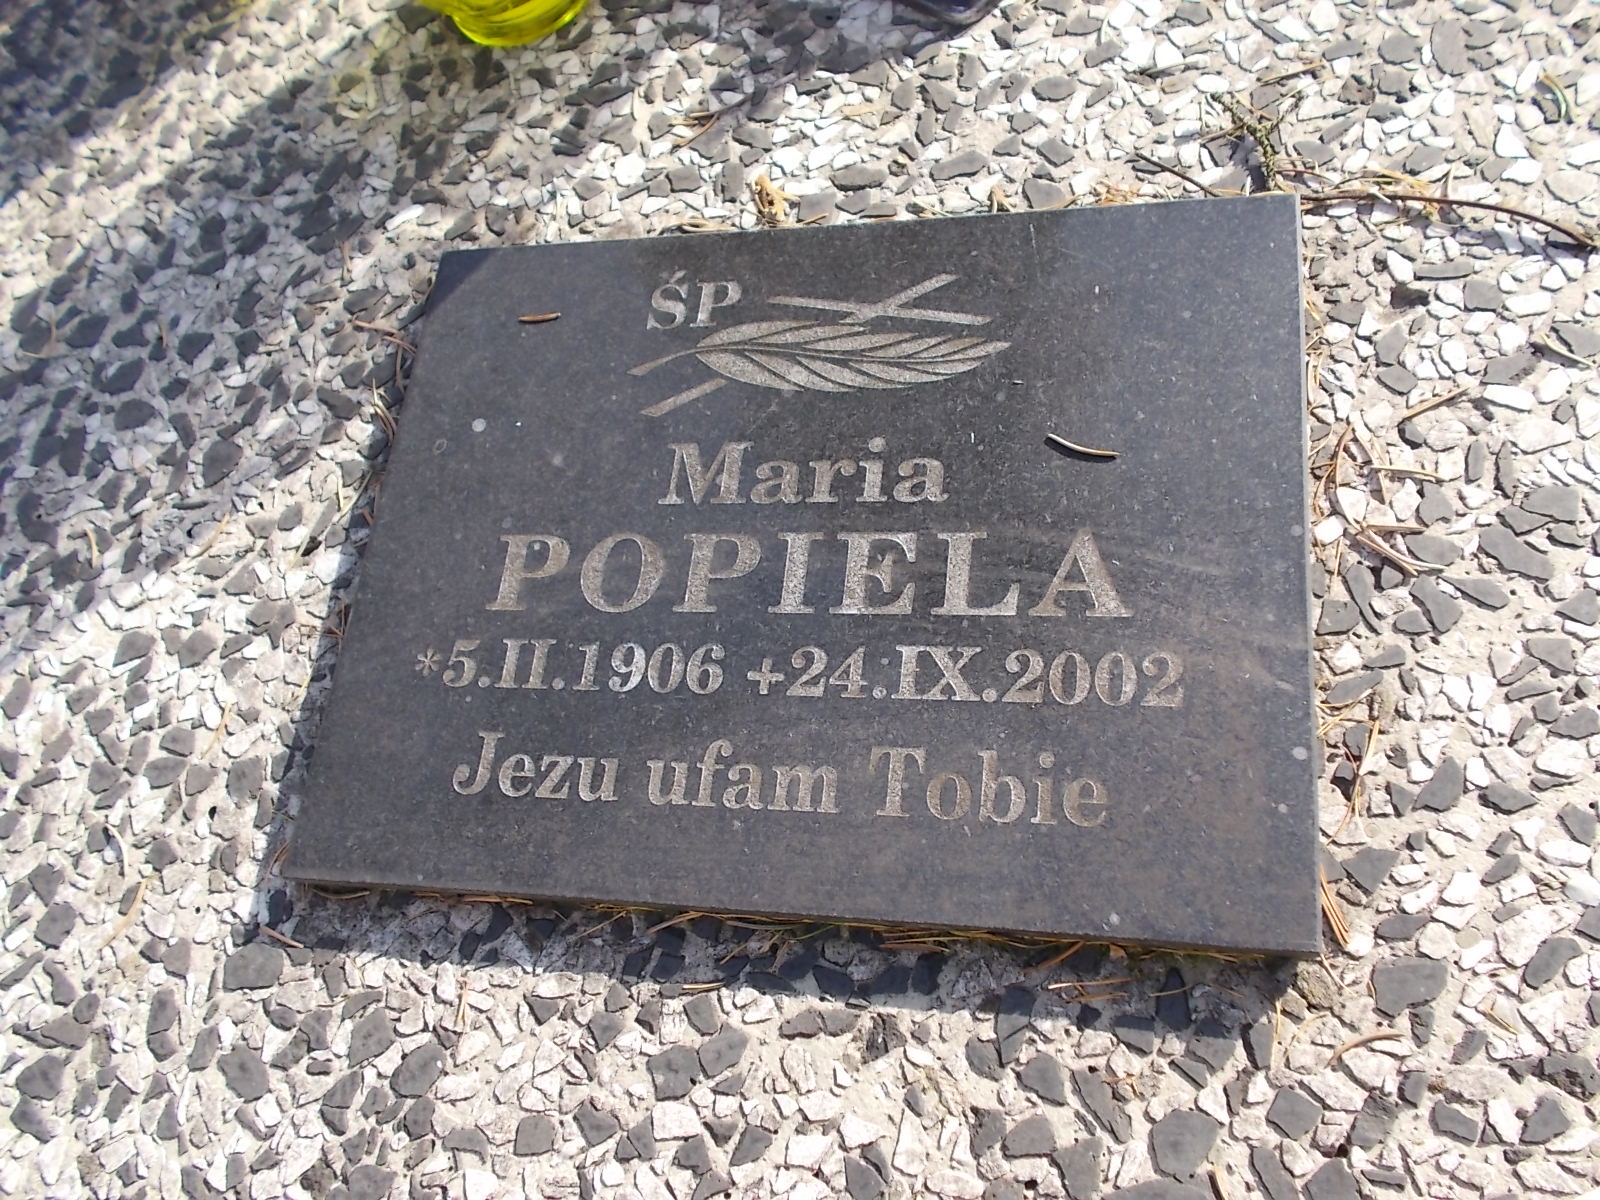 ŚP
Maria
POPIELA
*5.II.1906 +24.IX.2002
Jezu ufam Tobie